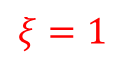 ξ = 1